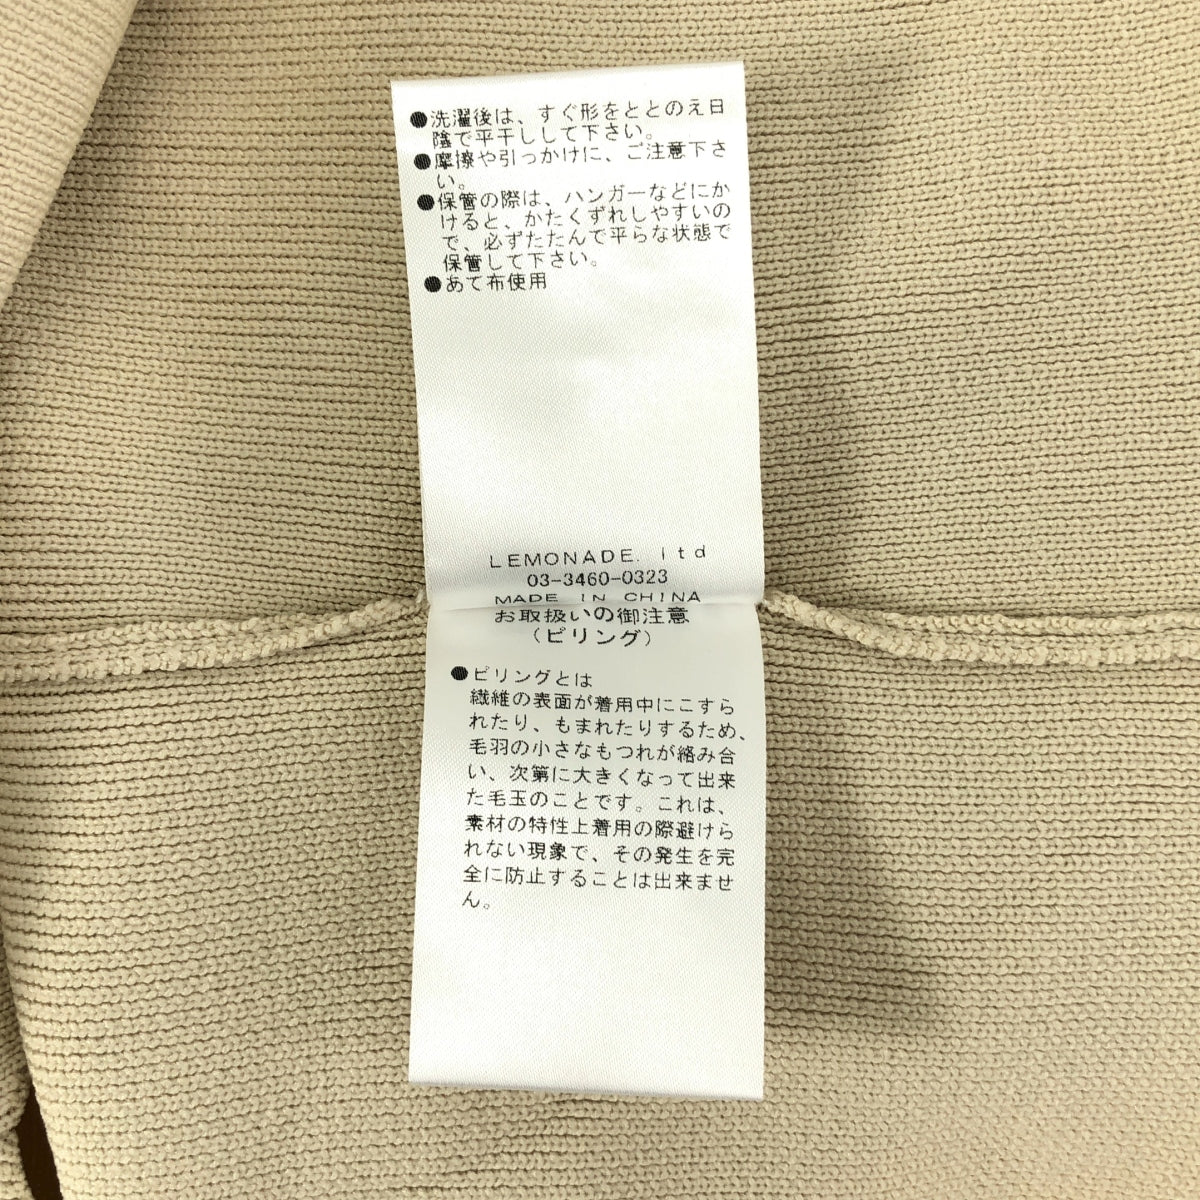 ●洗濯後は、すぐ形をととのえ日
陰で平干しして下さい。
●摩擦や引っかけに、ご注意下さ
い。
●保管の際は、ハンガーなどにか
けると、かたくずれしやすいの
で、必ずたたんで平らな状態で
保管して下さい。
●あて布使用
LEMONADE. ltd
03-3460-0323
MADE IN CHINA
お取扱いの御注意
(ピリング)
●ピリングとは
繊維の表面が着用中にこすら
れたり、もまれたりするため、
毛羽の小さなもつれが絡み合
い、次第に大きくなって出来
た毛玉のことです。これは、
素材の特性上着用の際避けら
れない現象で、その発生を完
全に防止することは出来ませ
ん。